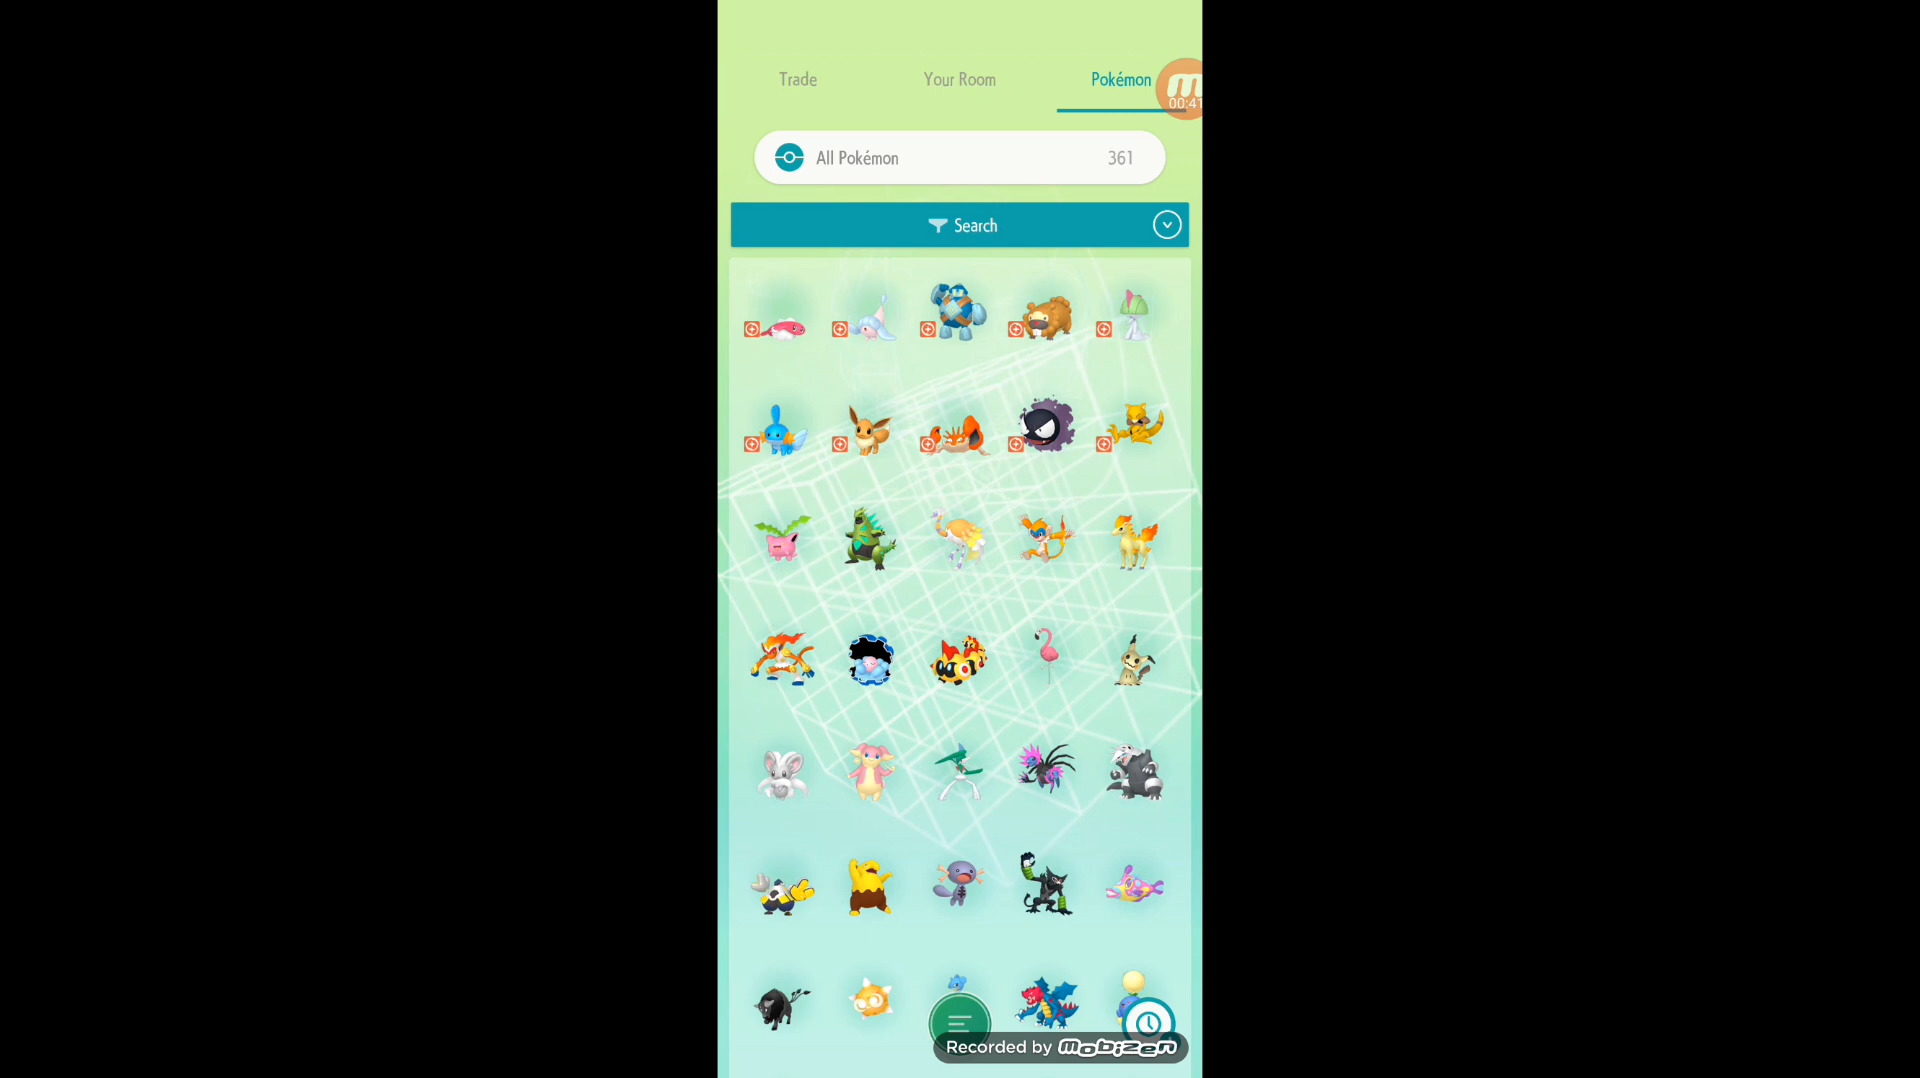 Trade
Your Room
Pokémon
00:41
All Pokémon
361
Search
Recorded by mobizen